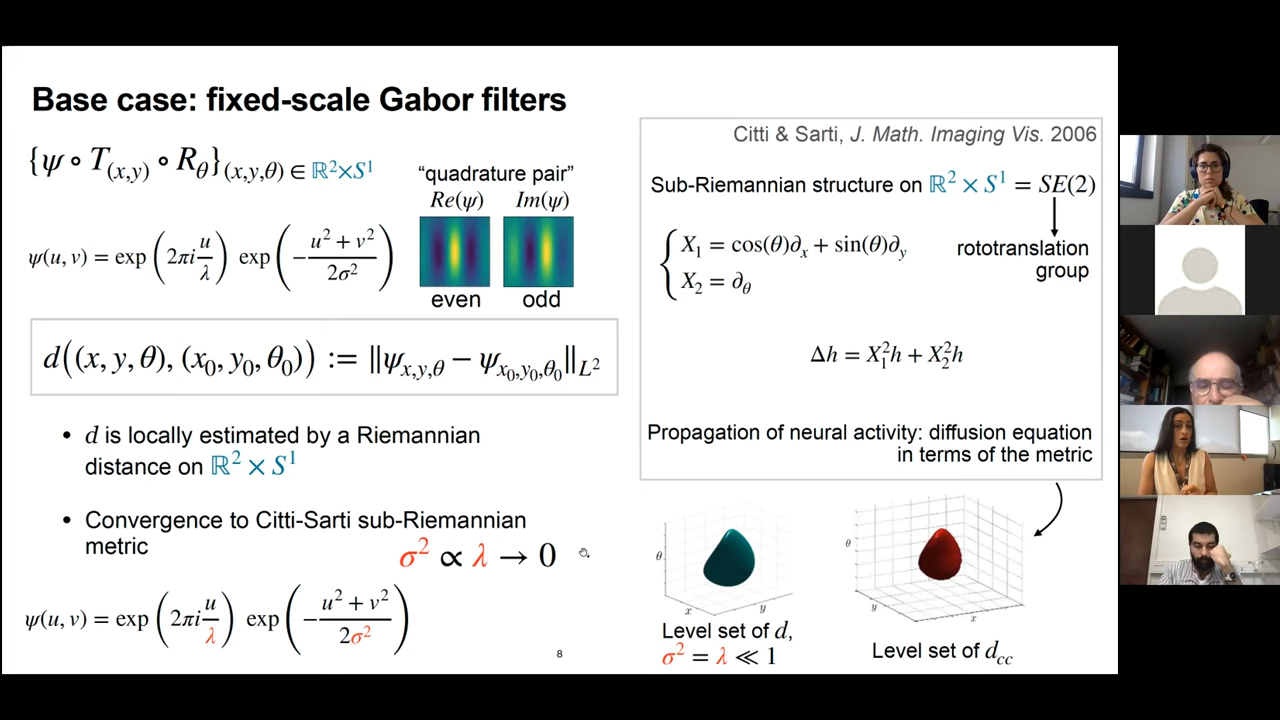 Base case: fixed-scale Gabor filters
{ψ ∘ T_(x,y) ∘ R_θ}_(x,y,θ) ∈ ℝ²×S¹
“quadrature pair”
Re(ψ) Im(ψ)
ψ(u, v) = exp (2πi u/λ) exp (− (u² + v²)/(2σ²))
even odd
d((x, y, θ), (x₀, y₀, θ₀)) := ‖ψ_x,y,θ − ψ_x₀,y₀,θ₀‖_L²
• d is locally estimated by a Riemannian
distance on ℝ² × S¹
• Convergence to Citti-Sarti sub-Riemannian
metric
σ² ∝ λ → 0
ψ(u, v) = exp (2πi u/λ) exp (− (u² + v²)/(2σ²))
8
Citti & Sarti, J. Math. Imaging Vis. 2006
Sub-Riemannian structure on ℝ² × S¹ = SE(2)
rototranslation
group
X₁ = cos(θ)∂_x + sin(θ)∂_y
X₂ = ∂_θ
Δh = X₁²h + X₂²h
Propagation of neural activity: diffusion equation
in terms of the metric
θ
x
y
Level set of d,
σ² = λ ≪ 1
θ
y
x
Level set of d_cc